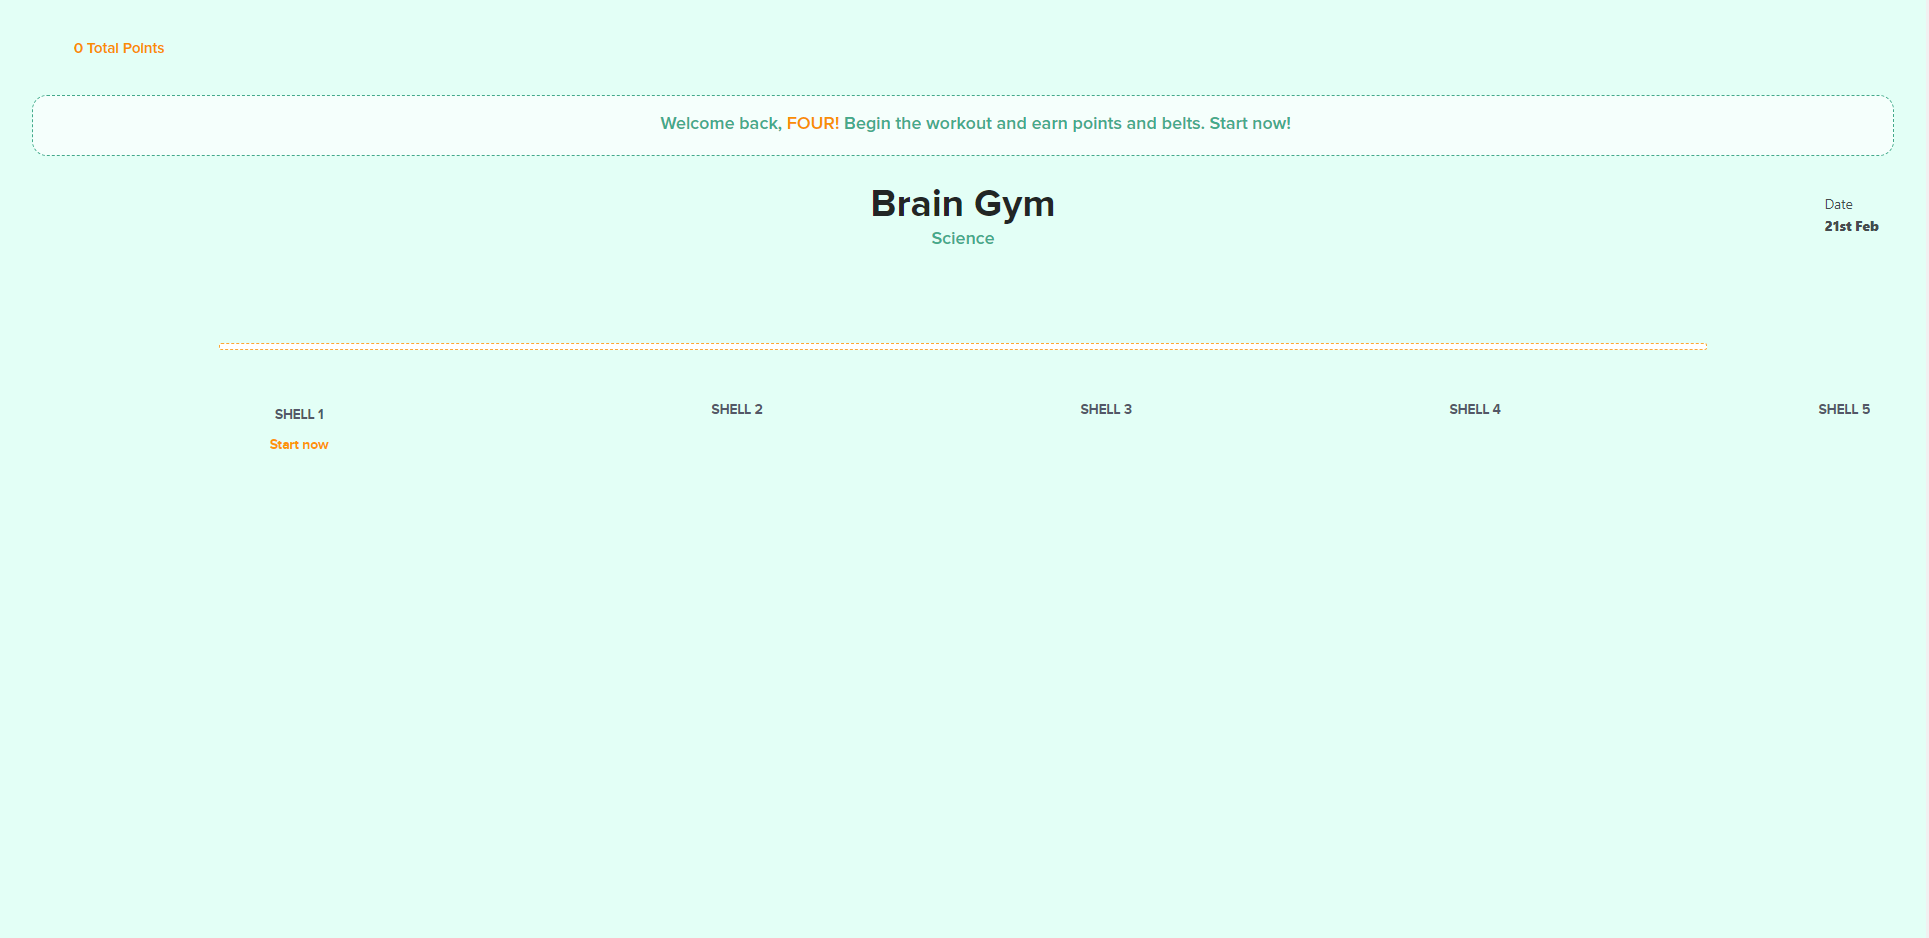 0 Total Points
Welcome back, FOUR! Begin the workout and earn points and belts. Start now!
Brain Gym
Science
Date
21st Feb
SHELL 1
SHELL 2
SHELL 3
SHELL 4
SHELL 5
Start now